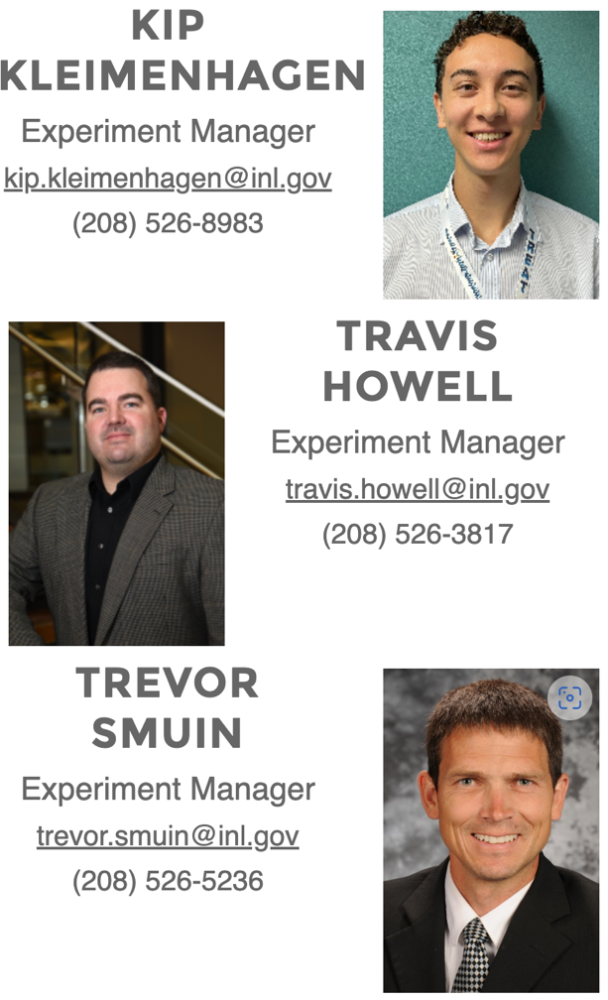 KIP
KLEIMENHAGEN
Experiment Manager
kip.kleimenhagen@inl.gov
(208) 526-8983
TREAT
TRAVIS
HOWELL
Experiment Manager
travis.howell@inl.gov
(208) 526-3817
TREVOR
SMUIN
Experiment Manager
trevor.smuin@inl.gov
(208) 526-5236